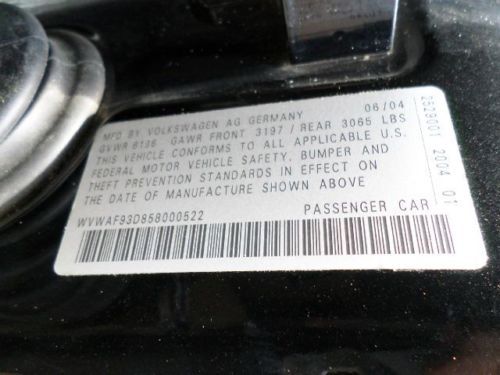 MFD BY VOLKSWAGEN AG GERMANY 06/04
GVWR 6136 GAWR FRONT 3197 / REAR 3065 LBS
THIS VEHICLE CONFORMS TO ALL APPLICABLE U.S.
FEDERAL MOTOR VEHICLE SAFETY, BUMPER AND
THEFT PREVENTION STANDARDS IN EFFECT ON
THE DATE OF MANUFACTURE SHOWN ABOVE
WVWAF93D858000522 PASSENGER CAR
2529001 2004 01